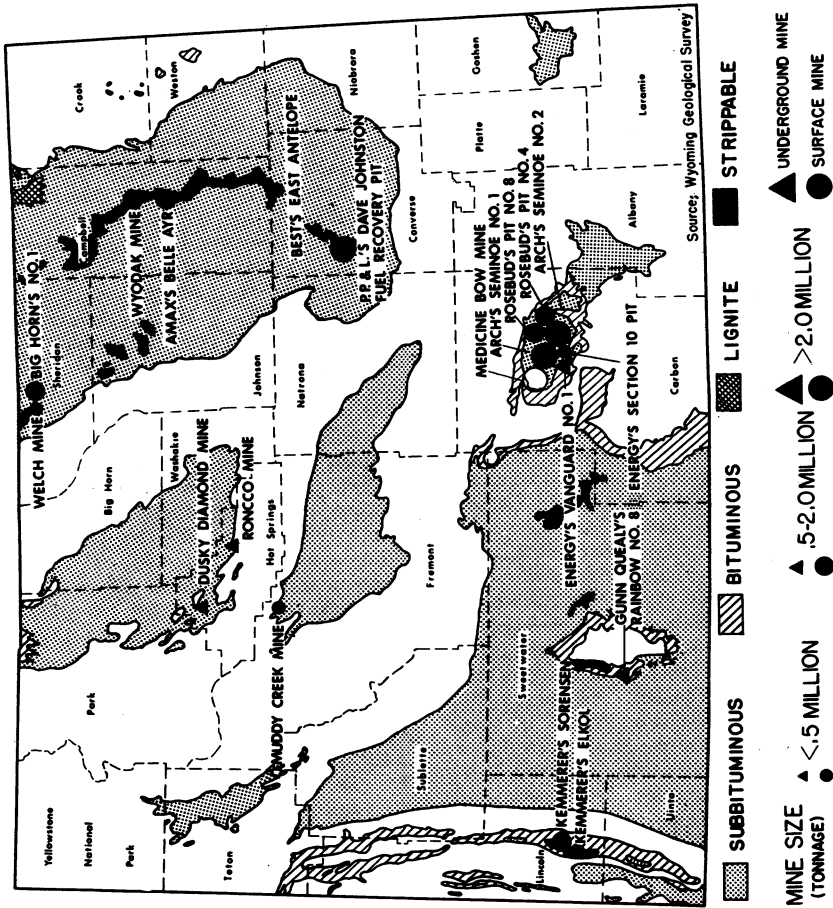 Yellowstone
National
Park
Park
Teton
Big Horn
Washakie
Hot Springs
Sheridan
Johnson
Campbell
Crook
Weston
Natrona
Converse
Niobrara
Fremont
Sublette
Lincoln
Uinta
Sweetwater
Carbon
Albany
Platte
Goshen
Laramie
WELCH MINE
BIG HORN'S NO. 1
WYODAK MINE
AMAX'S BELLE AYR
DUSKY DIAMOND MINE
RONCCO MINE
MUDDY CREEK MINE
BEST'S EAST ANTELOPE
P.P.&L.'S DAVE JOHNSTON
FUEL RECOVERY PIT
MEDICINE BOW MINE
ARCH'S SEMINOE NO. 1
ROSEBUD'S PIT NO. 8
ROSEBUD'S PIT NO. 4
ARCH'S SEMINOE NO. 2
ENERGY'S VANGUARD NO. 1
ENERGY'S SECTION 10 PIT
GUNN QUEALY'S
RAINBOW NO. 8
KEMMERER'S SORENSEN
KEMMERER'S ELKOL
Source: Wyoming Geological Survey
SUBBITUMINOUS
BITUMINOUS
LIGNITE
STRIPPABLE
MINE SIZE
(TONNAGE)
<.5 MILLION
.5-2.0 MILLION
>2.0 MILLION
UNDERGROUND MINE
SURFACE MINE